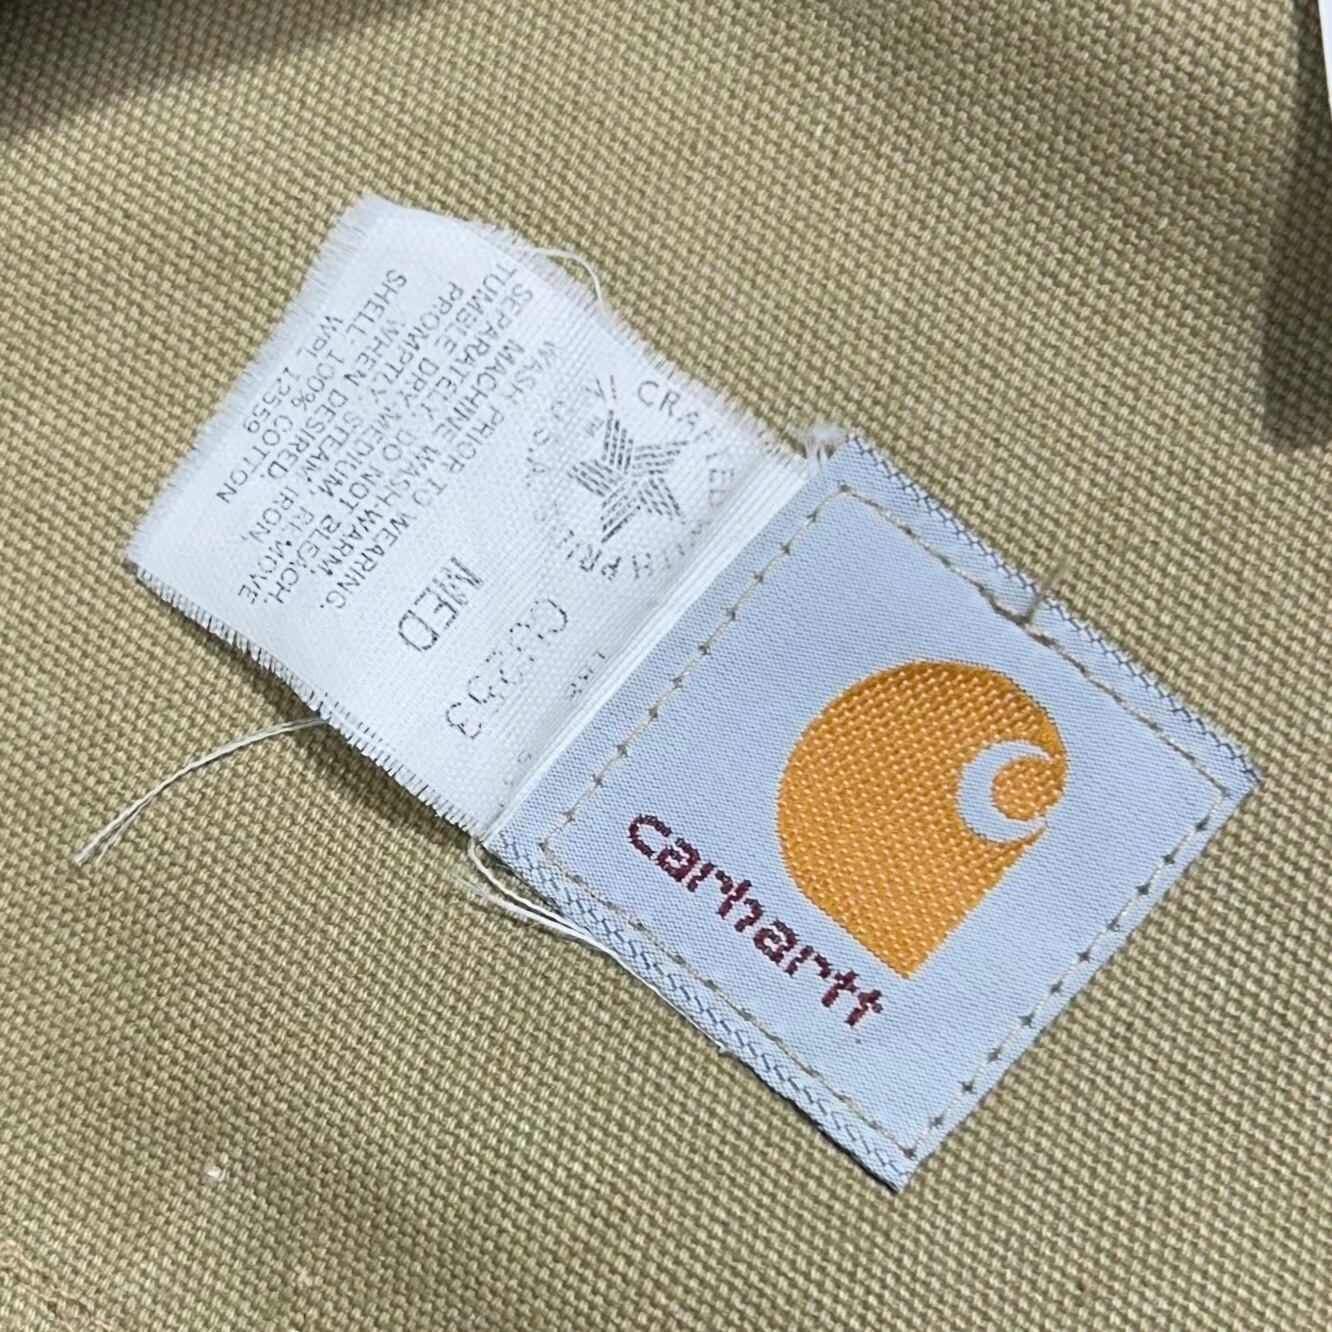 carhartt
CRAFTED WITH PRIDE IN U.S.A.
MED
WASH PRIOR TO WEARING.
MACHINE WASH-WARM
SEPARATELY. DO NOT BLEACH.
TUMBLE DRY-MEDIUM. REMOVE
PROMPTLY. STEAM IRON,
WHEN DESIRED
SHELL: 100% COTTON
WPL 12559